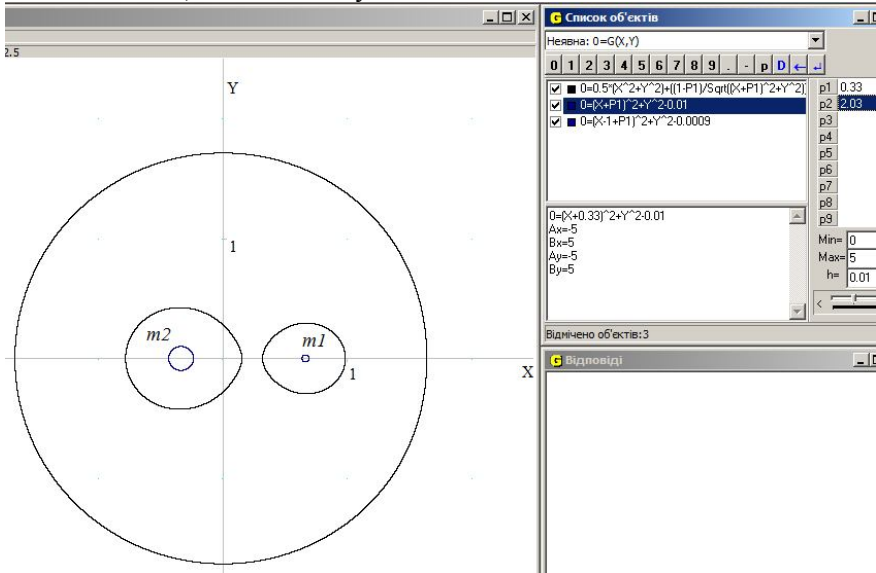 2.5
Y
1
m2
m1
1
X
Список об'єктів
Неявна: 0=G(X,Y)
0 1 2 3 4 5 6 7 8 9 . - p D ← ↲
0=0.5*(X^2+Y^2)+((1-P1)/Sqrt((X+P1)^2+Y^2))
0=(X+P1)^2+Y^2-0.01
0=(X-1+P1)^2+Y^2-0.0009
p1 0.33
p2 2.03
p3
p4
p5
p6
p7
p8
p9
Min= 0
Max= 5
h= 0.01
<
0=(X+0.33)^2+Y^2-0.01
Ax=-5
Bx=5
Ay=-5
By=5
Відмічено об'єктів:3
Відповіді